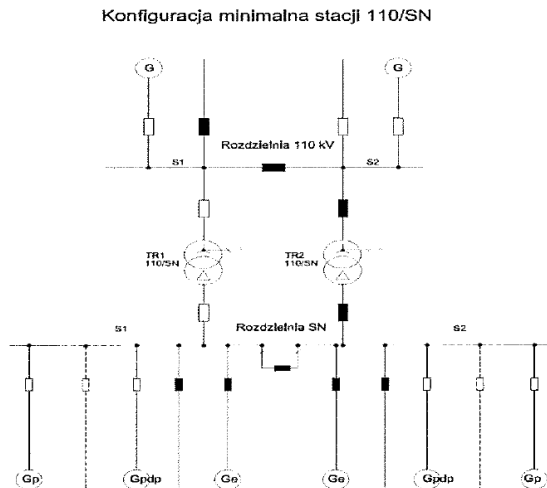 Konfiguracja minimalna stacji 110/SN
G
G
Rozdzielnia 110 kV
S1
S2
TR1
110/SN
TR2
110/SN
S1
Rozdzielnia SN
S2
Gp
Gpdp
Ge
Ge
Gpdp
Gp